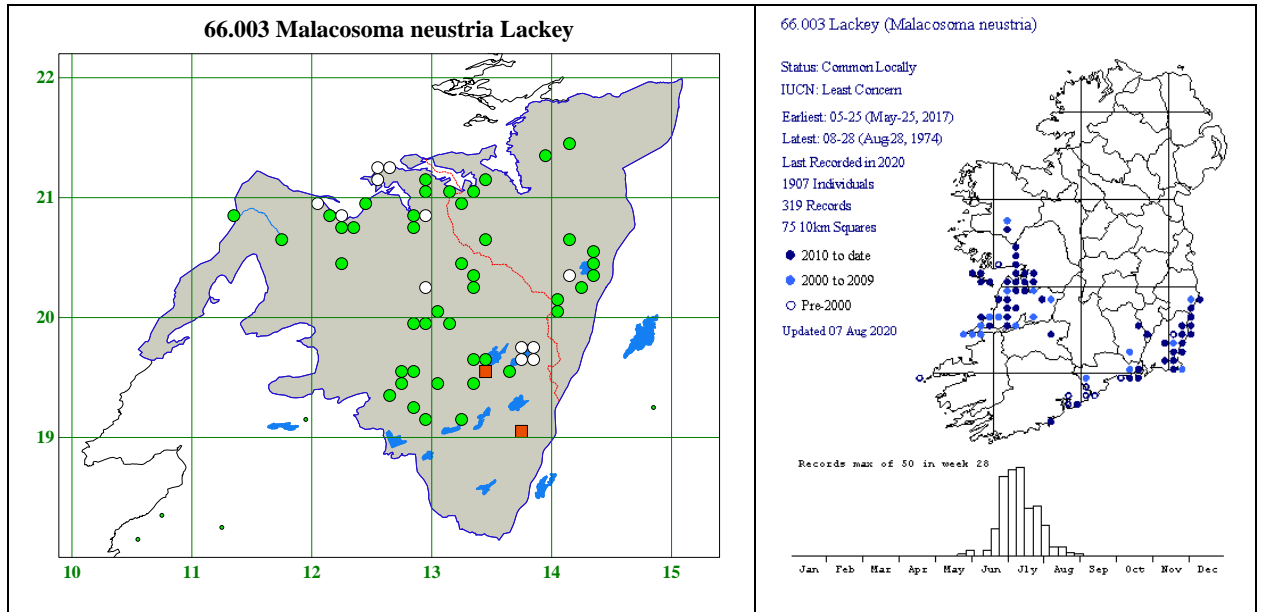 66.003 Malacosoma neustria Lackey
22
21
20
19
10
11
12
13
14
15
66.003 Lackey (Malacosoma neustria)
Status: Common Locally
IUCN: Least Concern
Earliest: 05-25 (May-25, 2017)
Latest: 08-28 (Aug28, 1974)
Last Recorded in 2020
1907 Individuals
319 Records
75 10km Squares
2010 to date
2000 to 2009
Pre-2000
Updated 07 Aug 2020
Records max of 50 in week 28
Jan Feb Mar Apr May Jun Jly Aug Sep Oct Nov Dec